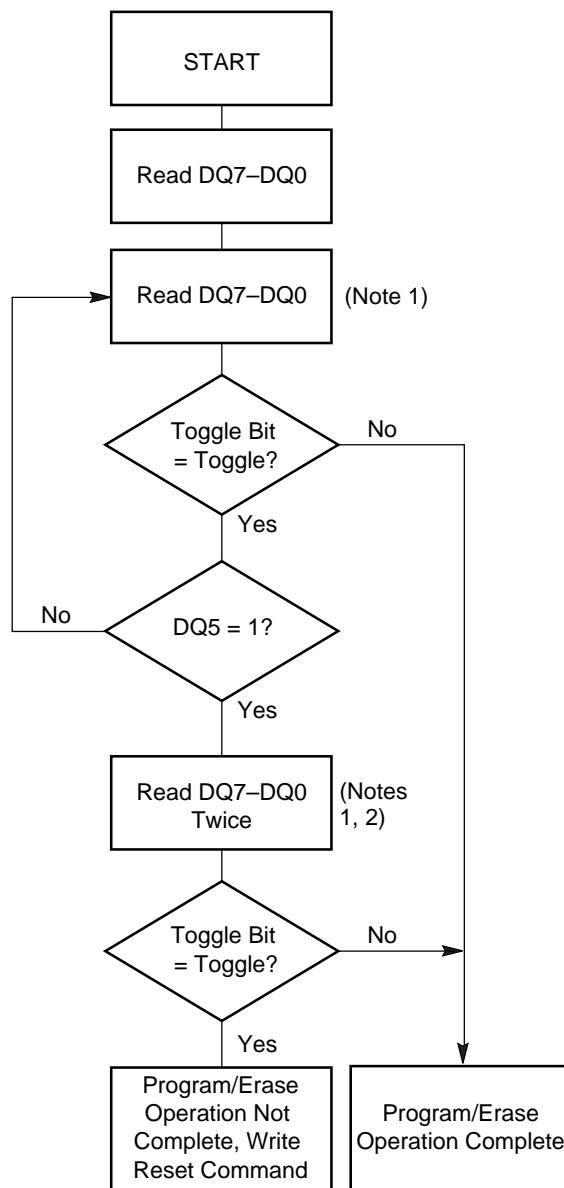 START
Read DQ7–DQ0
Read DQ7–DQ0
(Note 1)
Toggle Bit
= Toggle?
No
Yes
DQ5 = 1?
No
Yes
Read DQ7–DQ0
Twice
(Notes
1, 2)
Toggle Bit
= Toggle?
No
Yes
Program/Erase
Operation Not
Complete, Write
Reset Command
Program/Erase
Operation Complete